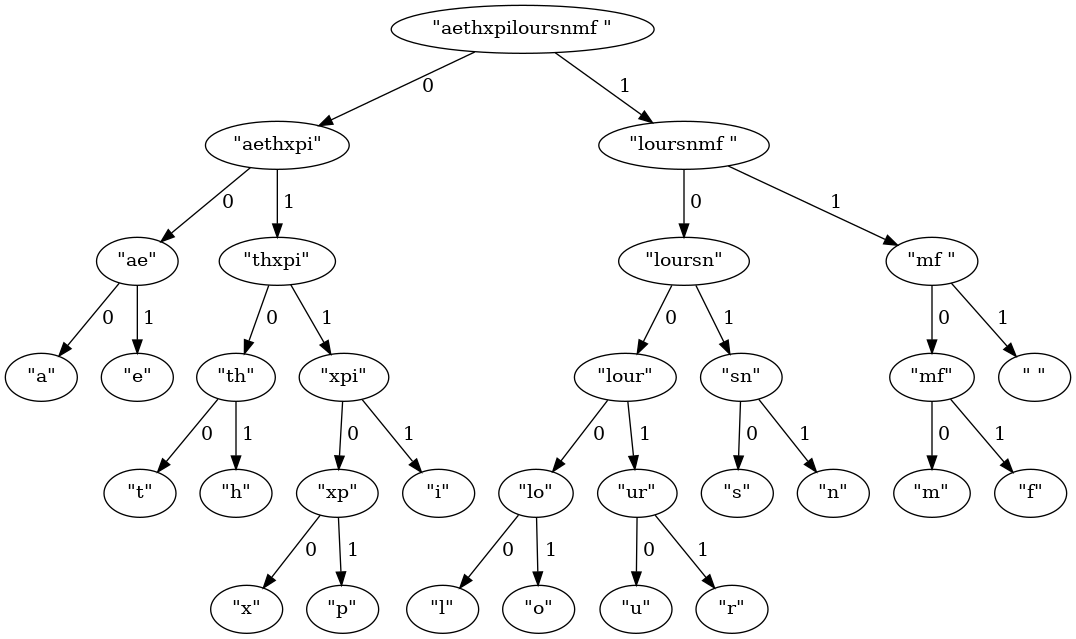 "aethxpiloursnmf "
0 1
"aethxpi" "loursnmf "
0 1 0 1
"ae" "thxpi" "loursn" "mf "
0 1 0 1 0 1 0 1
"a" "e" "th" "xpi" "lour" "sn" "mf" " "
0 1 0 1 0 1 0 1 0 1
"t" "h" "xp" "i" "lo" "ur" "s" "n" "m" "f"
0 1 0 1 0 1
"x" "p" "l" "o" "u" "r"